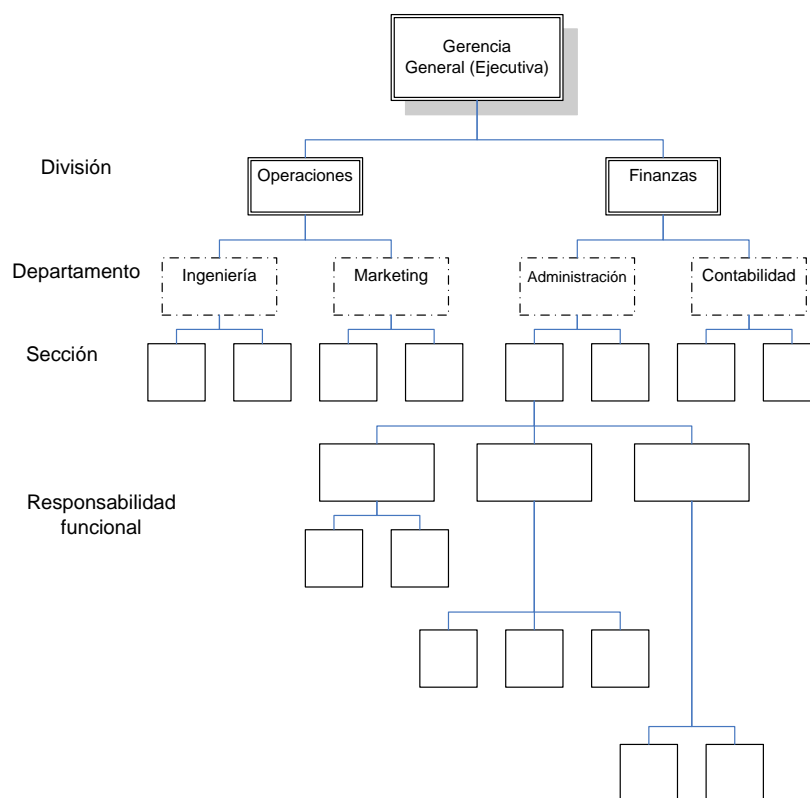 Gerencia
General (Ejecutiva)
División
Operaciones
Finanzas
Departamento
Ingeniería
Marketing
Administración
Contabilidad
Sección
Responsabilidad
funcional